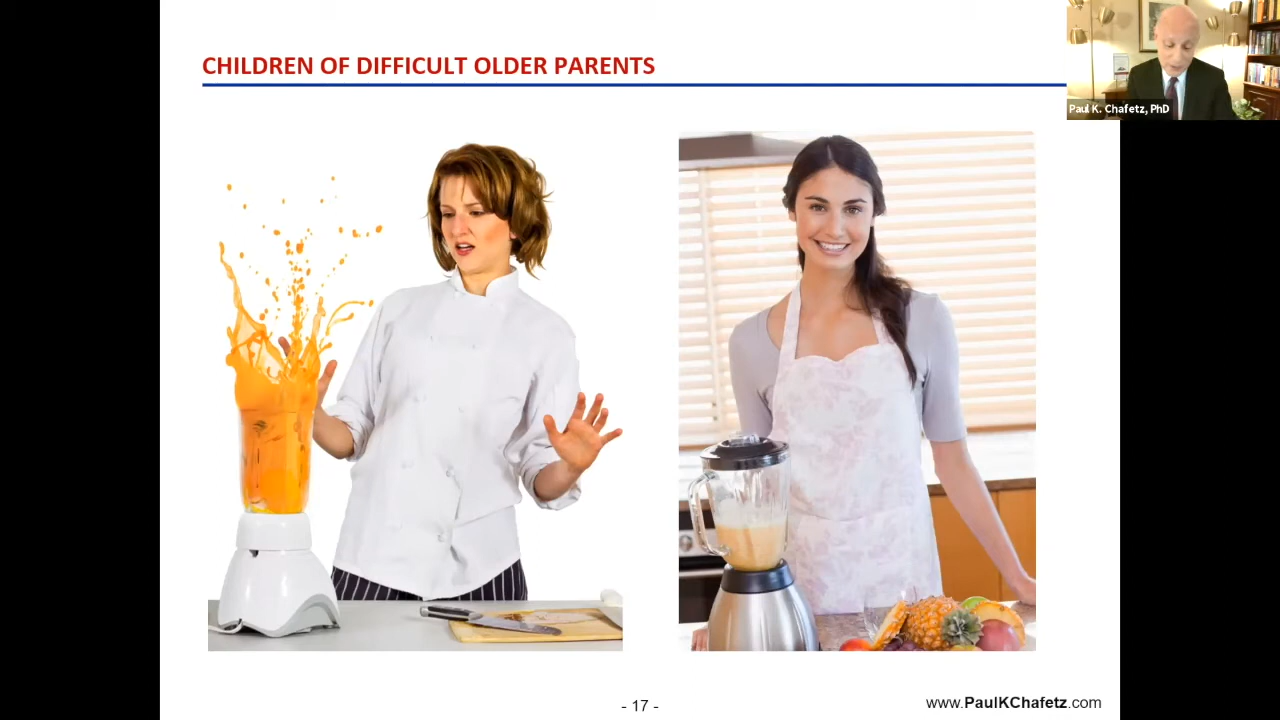 CHILDREN OF DIFFICULT OLDER PARENTS
Paul K. Chafetz, PhD
- 17 -
www.PaulKChafetz.com